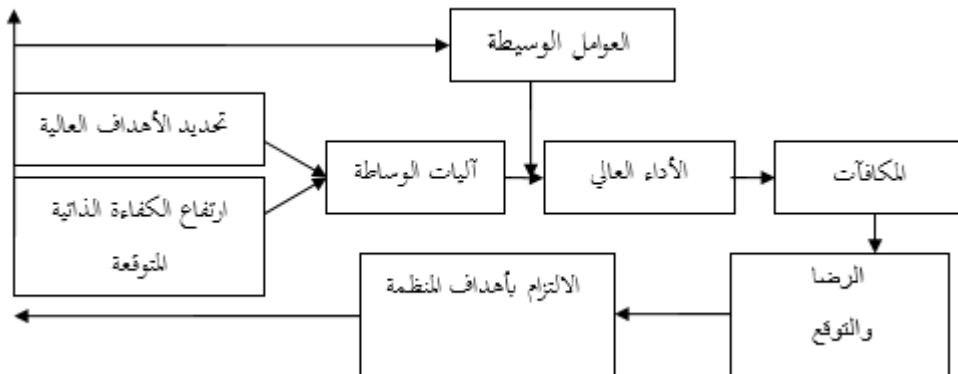 العوامل الوسيطة
تحديد الأهداف العالية
آليات الوساطة
الأداء العالي
المكافآت
ارتفاع الكفاءة الذاتية
المتوقعة
الالتزام بأهداف المنظمة
الرضا
والتوقع